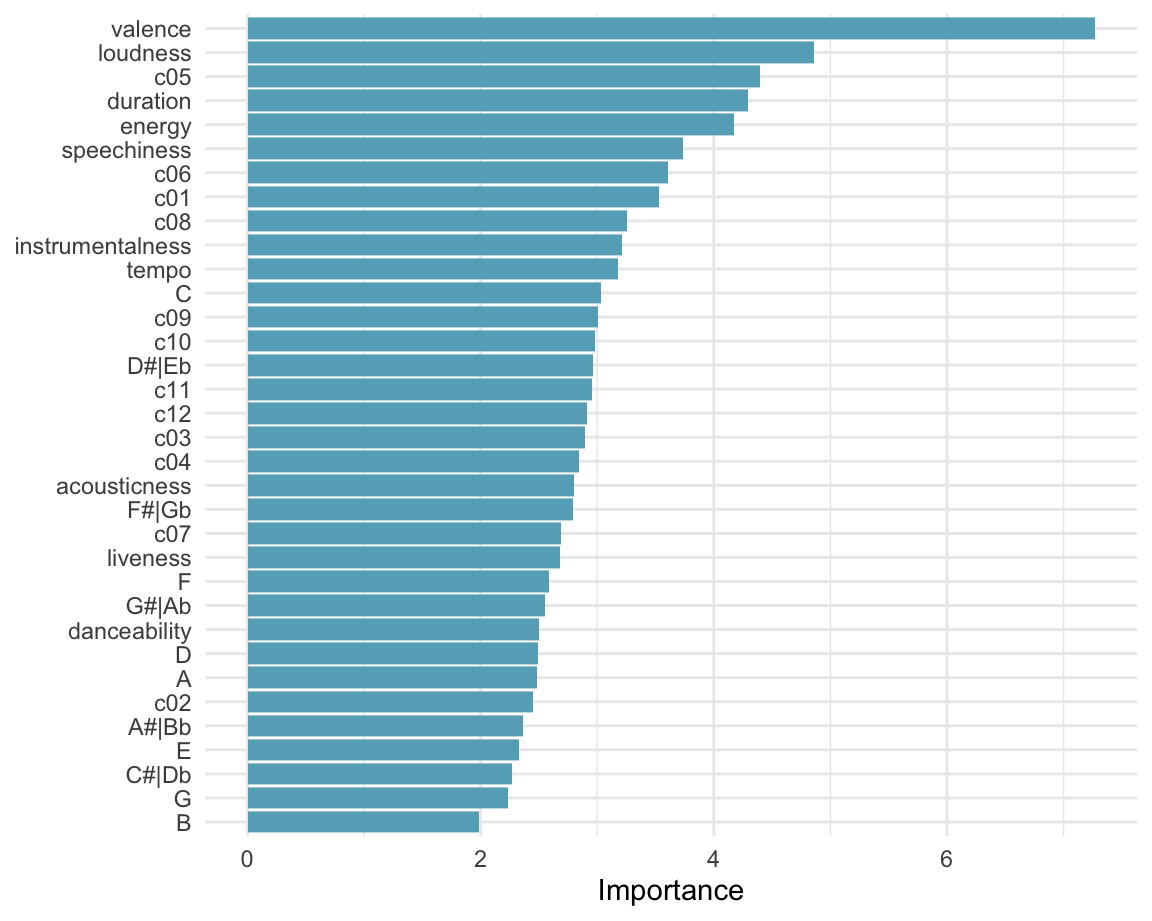 valence
loudness
c05
duration
energy
speechiness
c06
c01
c08
instrumentalness
tempo
C
c09
c10
D#|Eb
c11
c12
c03
c04
acousticness
F#|Gb
c07
liveness
F
G#|Ab
danceability
D
A
c02
A#|Bb
E
C#|Db
G
B
0 2 4 6
Importance